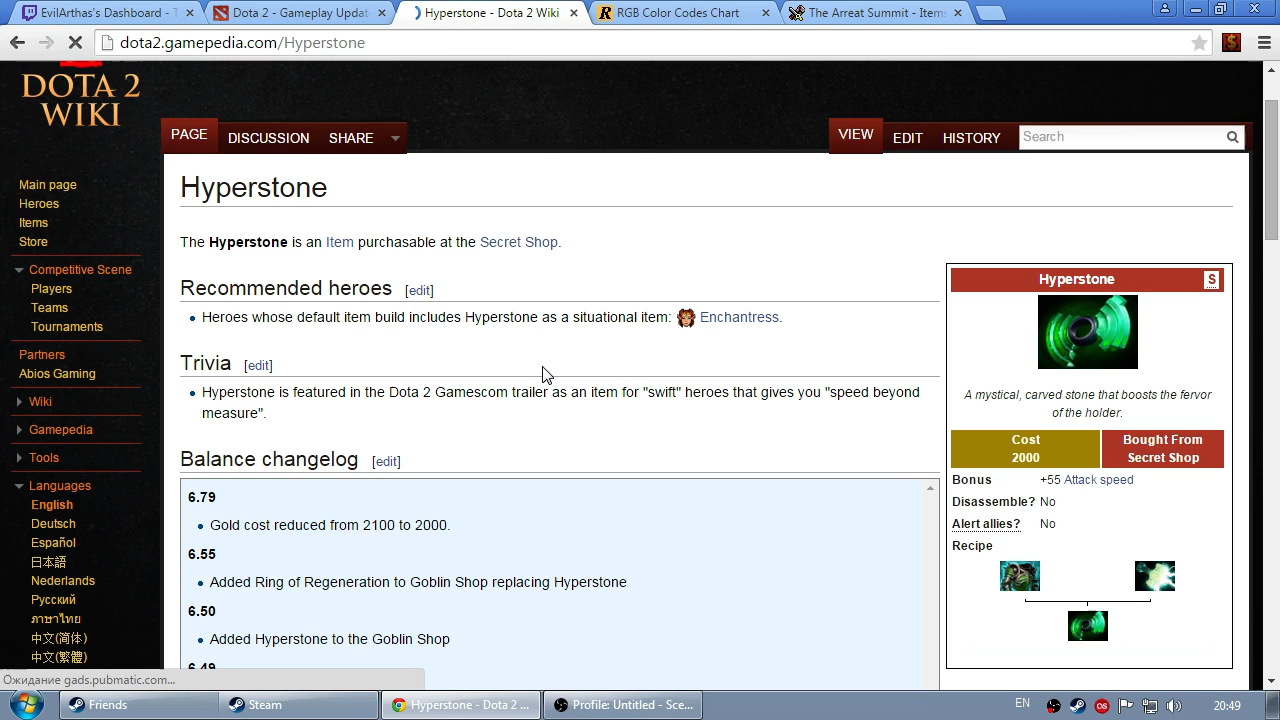 EvilArthas's Dashboard - T
Dota 2 - Gameplay Updat
Hyperstone - Dota 2 Wiki
RGB Color Codes Chart
The Arreat Summit - Items
dota2.gamepedia.com/Hyperstone
DOTA 2
WIKI
PAGE
DISCUSSION
SHARE
VIEW
EDIT
HISTORY
Search
Main page
Heroes
Items
Store
Competitive Scene
Players
Teams
Tournaments
Partners
Abios Gaming
Wiki
Gamepedia
Tools
Languages
English
Deutsch
Español
日本語
Nederlands
Русский
ภาษาไทย
中文(简体)
中文(繁體)
Hyperstone
The Hyperstone is an Item purchasable at the Secret Shop.
Recommended heroes [edit]
• Heroes whose default item build includes Hyperstone as a situational item: Enchantress.
Trivia [edit]
• Hyperstone is featured in the Dota 2 Gamescom trailer as an item for "swift" heroes that gives you "speed beyond
measure".
Balance changelog [edit]
6.79
• Gold cost reduced from 2100 to 2000.
6.55
• Added Ring of Regeneration to Goblin Shop replacing Hyperstone
6.50
• Added Hyperstone to the Goblin Shop
6.49
Hyperstone S
A mystical, carved stone that boosts the fervor
of the holder.
Cost
2000
Bought From
Secret Shop
Bonus +55 Attack speed
Disassemble? No
Alert allies? No
Recipe
Ожидание gads.pubmatic.com...
Friends
Steam
Hyperstone - Dota 2 ...
Profile: Untitled - Sce...
EN
20:49